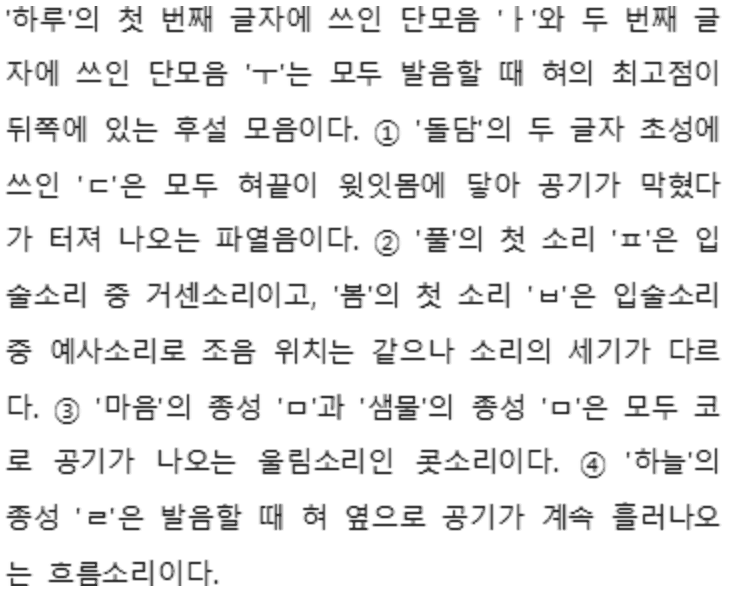 '하루'의 첫 번째 글자에 쓰인 단모음 'ㅏ'와 두 번째 글
자에 쓰인 단모음 'ㅜ'는 모두 발음할 때 혀의 최고점이
뒤쪽에 있는 후설 모음이다. ① '돌담'의 두 글자 초성에
쓰인 'ㄷ'은 모두 혀끝이 윗잇몸에 닿아 공기가 막혔다
가 터져 나오는 파열음이다. ② '풀'의 첫 소리 'ㅍ'은 입
술소리 중 거센소리이고, '봄'의 첫 소리 'ㅂ'은 입술소리
중 예사소리로 조음 위치는 같으나 소리의 세기가 다르
다. ③ '마음'의 종성 'ㅁ'과 '샘물'의 종성 'ㅁ'은 모두 코
로 공기가 나오는 울림소리인 콧소리이다. ④ '하늘'의
종성 'ㄹ'은 발음할 때 혀 옆으로 공기가 계속 흘러나오
는 흐름소리이다.